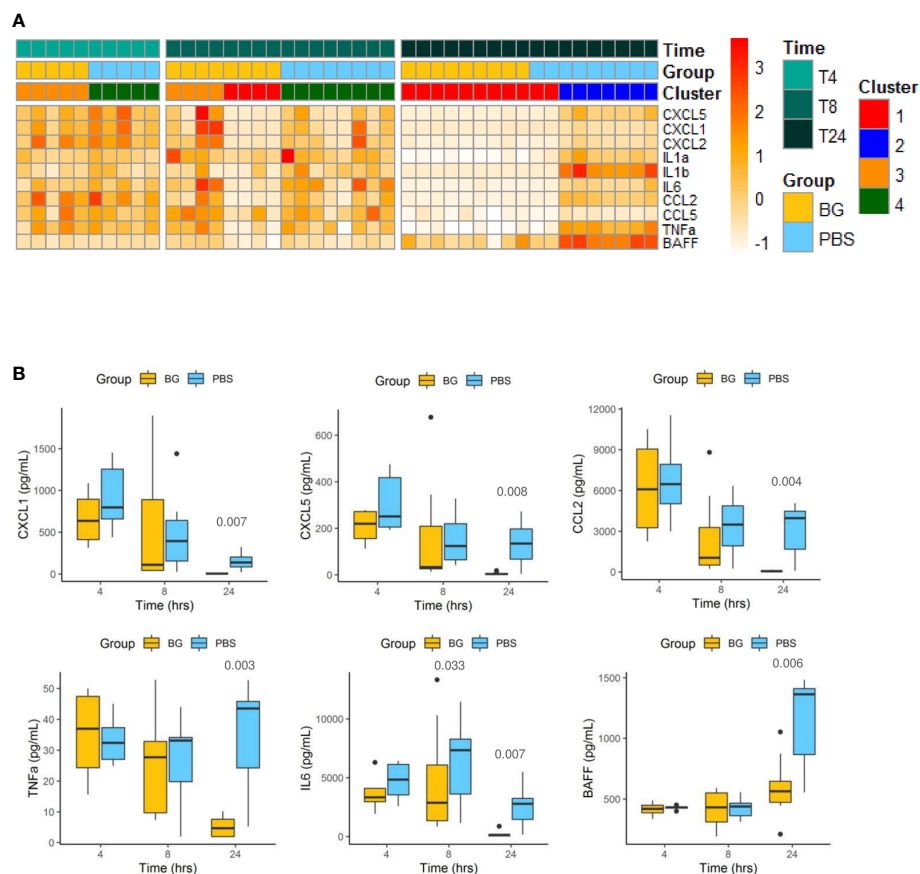 A
Time
Group
Cluster
CXCL5
CXCL1
CXCL2
IL1a
IL1b
IL6
CCL2
CCL5
TNFa
BAFF
3
2
1
0
-1
Time
T4
T8
T24
Group
BG
PBS
Cluster
1
2
3
4
B
Group BG PBS
CXCL1 (pg/mL)
1500
1000
500
0
0.007
4 8 24
Time (hrs)
Group BG PBS
CXCL5 (pg/mL)
600
400
200
0
0.008
4 8 24
Time (hrs)
Group BG PBS
CCL2 (pg/mL)
12000
9000
6000
3000
0
0.004
4 8 24
Time (hrs)
Group BG PBS
TNFa (pg/mL)
50
40
30
20
10
0
0.003
4 8 24
Time (hrs)
Group BG PBS
IL6 (pg/mL)
10000
5000
0
0.033
0.007
4 8 24
Time (hrs)
Group BG PBS
BAFF (pg/mL)
1500
1000
500
0.006
4 8 24
Time (hrs)